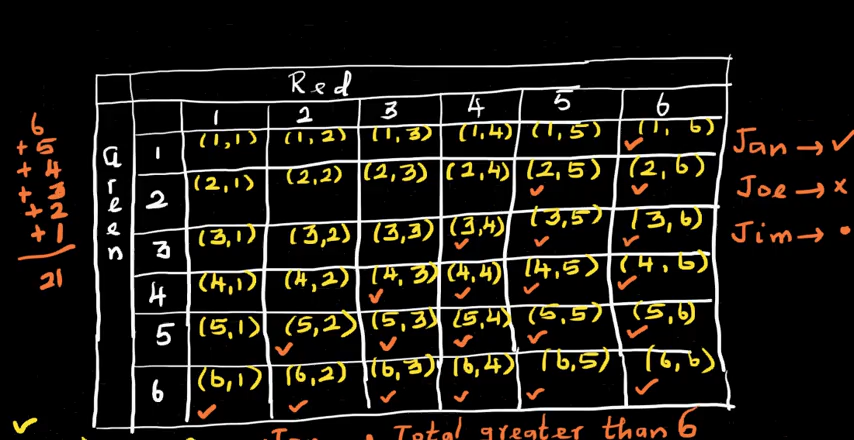 Red
1 2 3 4 5 6
Green
1 (1,1) (1,2) (1,3) (1,4) (1,5) (1,6) ✓
2 (2,1) (2,2) (2,3) (2,4) (2,5) ✓ (2,6) ✓
3 (3,1) (3,2) (3,3) (3,4) ✓ (3,5) ✓ (3,6) ✓
4 (4,1) (4,2) (4,3) ✓ (4,4) ✓ (4,5) ✓ (4,6) ✓
5 (5,1) (5,2) ✓ (5,3) ✓ (5,4) ✓ (5,5) ✓ (5,6) ✓
6 (6,1) ✓ (6,2) ✓ (6,3) ✓ (6,4) ✓ (6,5) ✓ (6,6) ✓
6
+5
+4
+3
+2
+1
21
Jan → ✓
Joe → x
Jim → •
✓
Total greater than 6